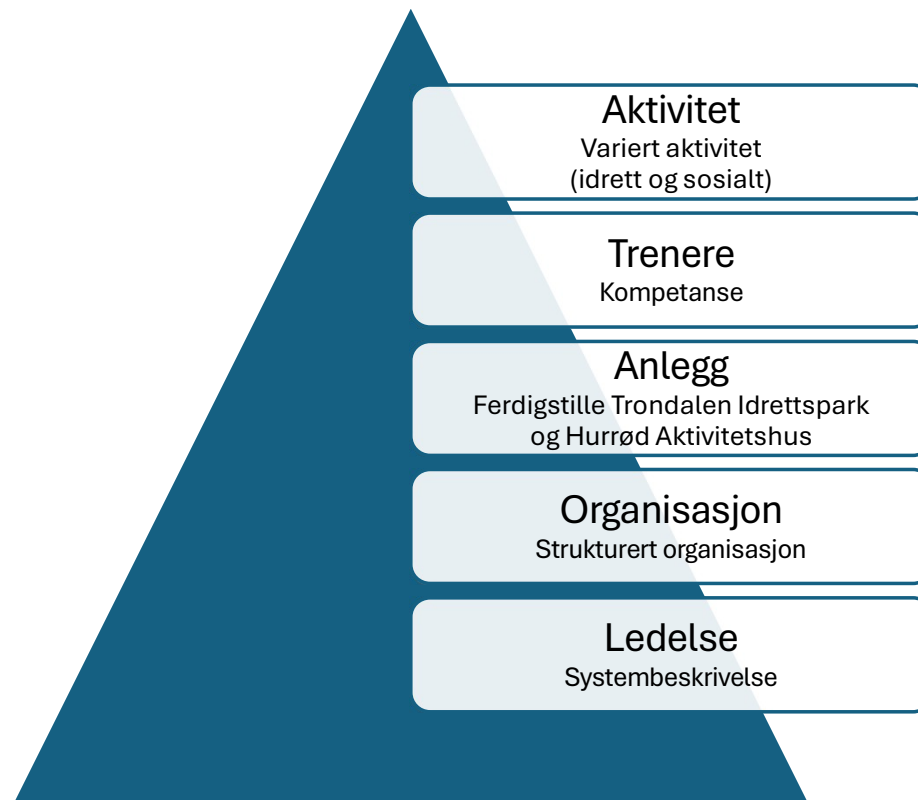 Aktivitet
Variert aktivitet
(idrett og sosialt)
Trenere
Kompetanse
Anlegg
Ferdigstille Trondalen Idrettspark
og Hurrød Aktivitetshus
Organisasjon
Strukturert organisasjon
Ledelse
Systembeskrivelse